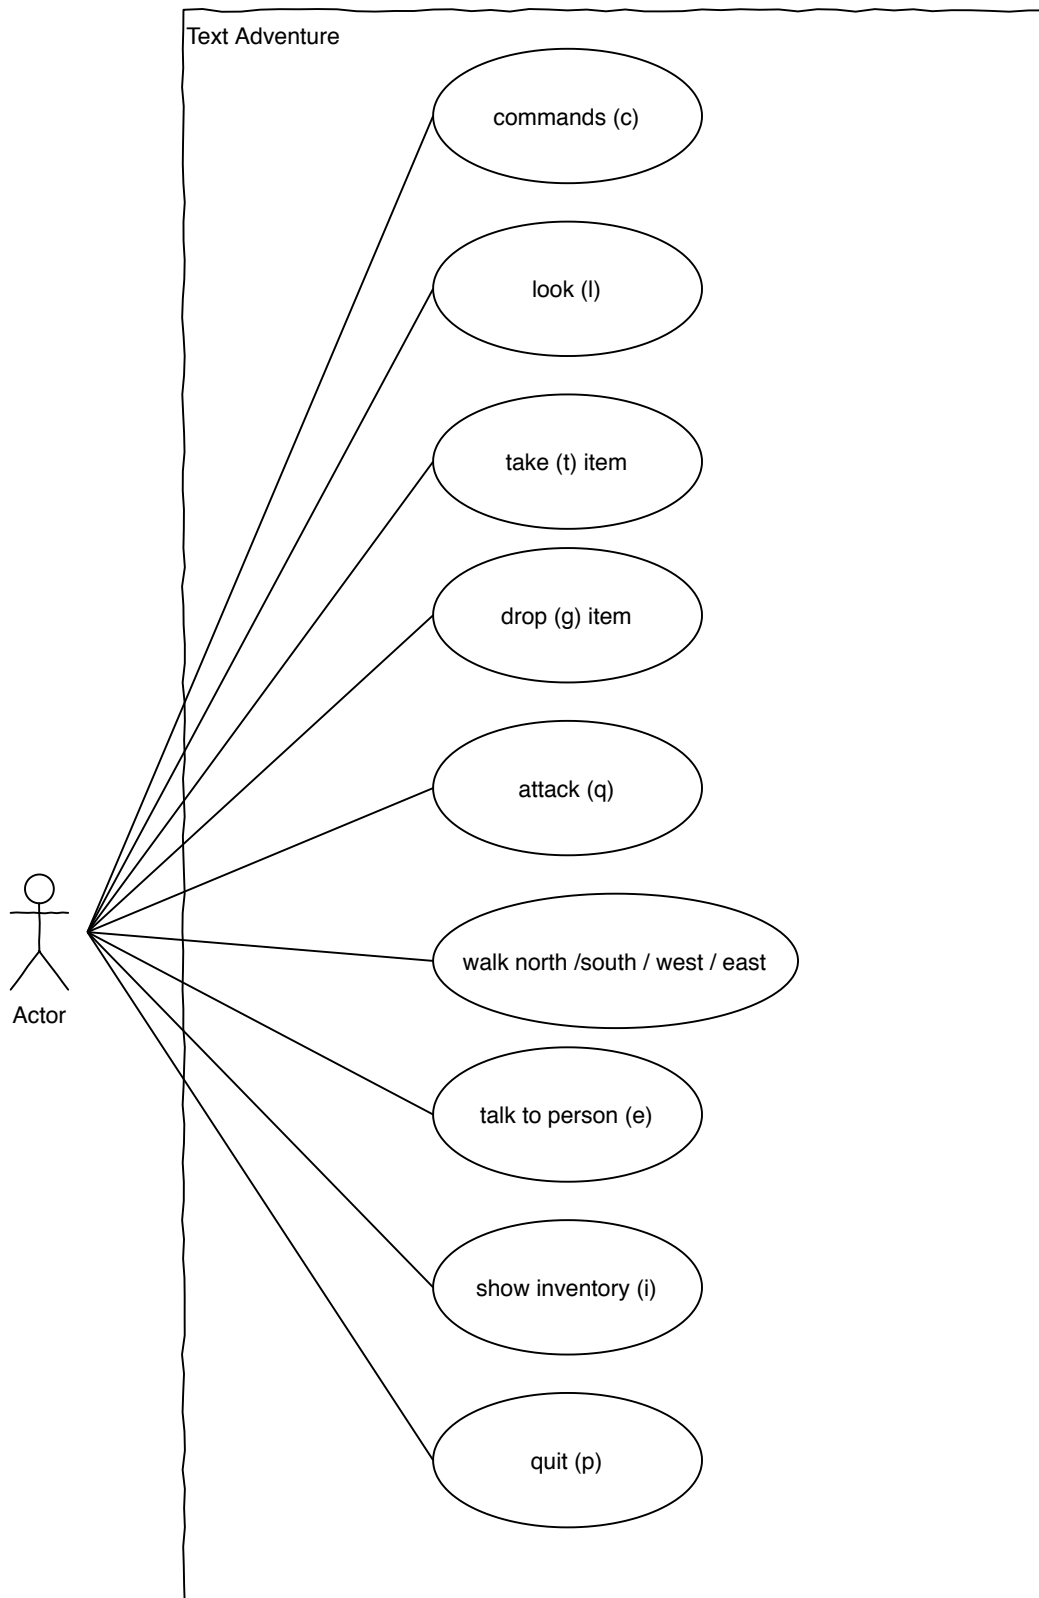 Text Adventure
commands (c)
look (l)
take (t) item
drop (g) item
attack (q)
walk north /south / west / east
Actor
talk to person (e)
show inventory (i)
quit (p)